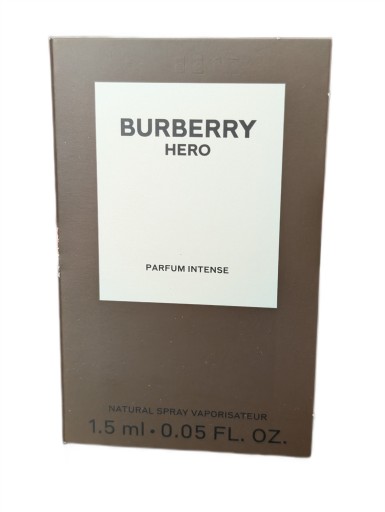 BURBERRY
HERO
PARFUM INTENSE
NATURAL SPRAY VAPORISATEUR
1.5 ml • 0.05 FL. OZ.